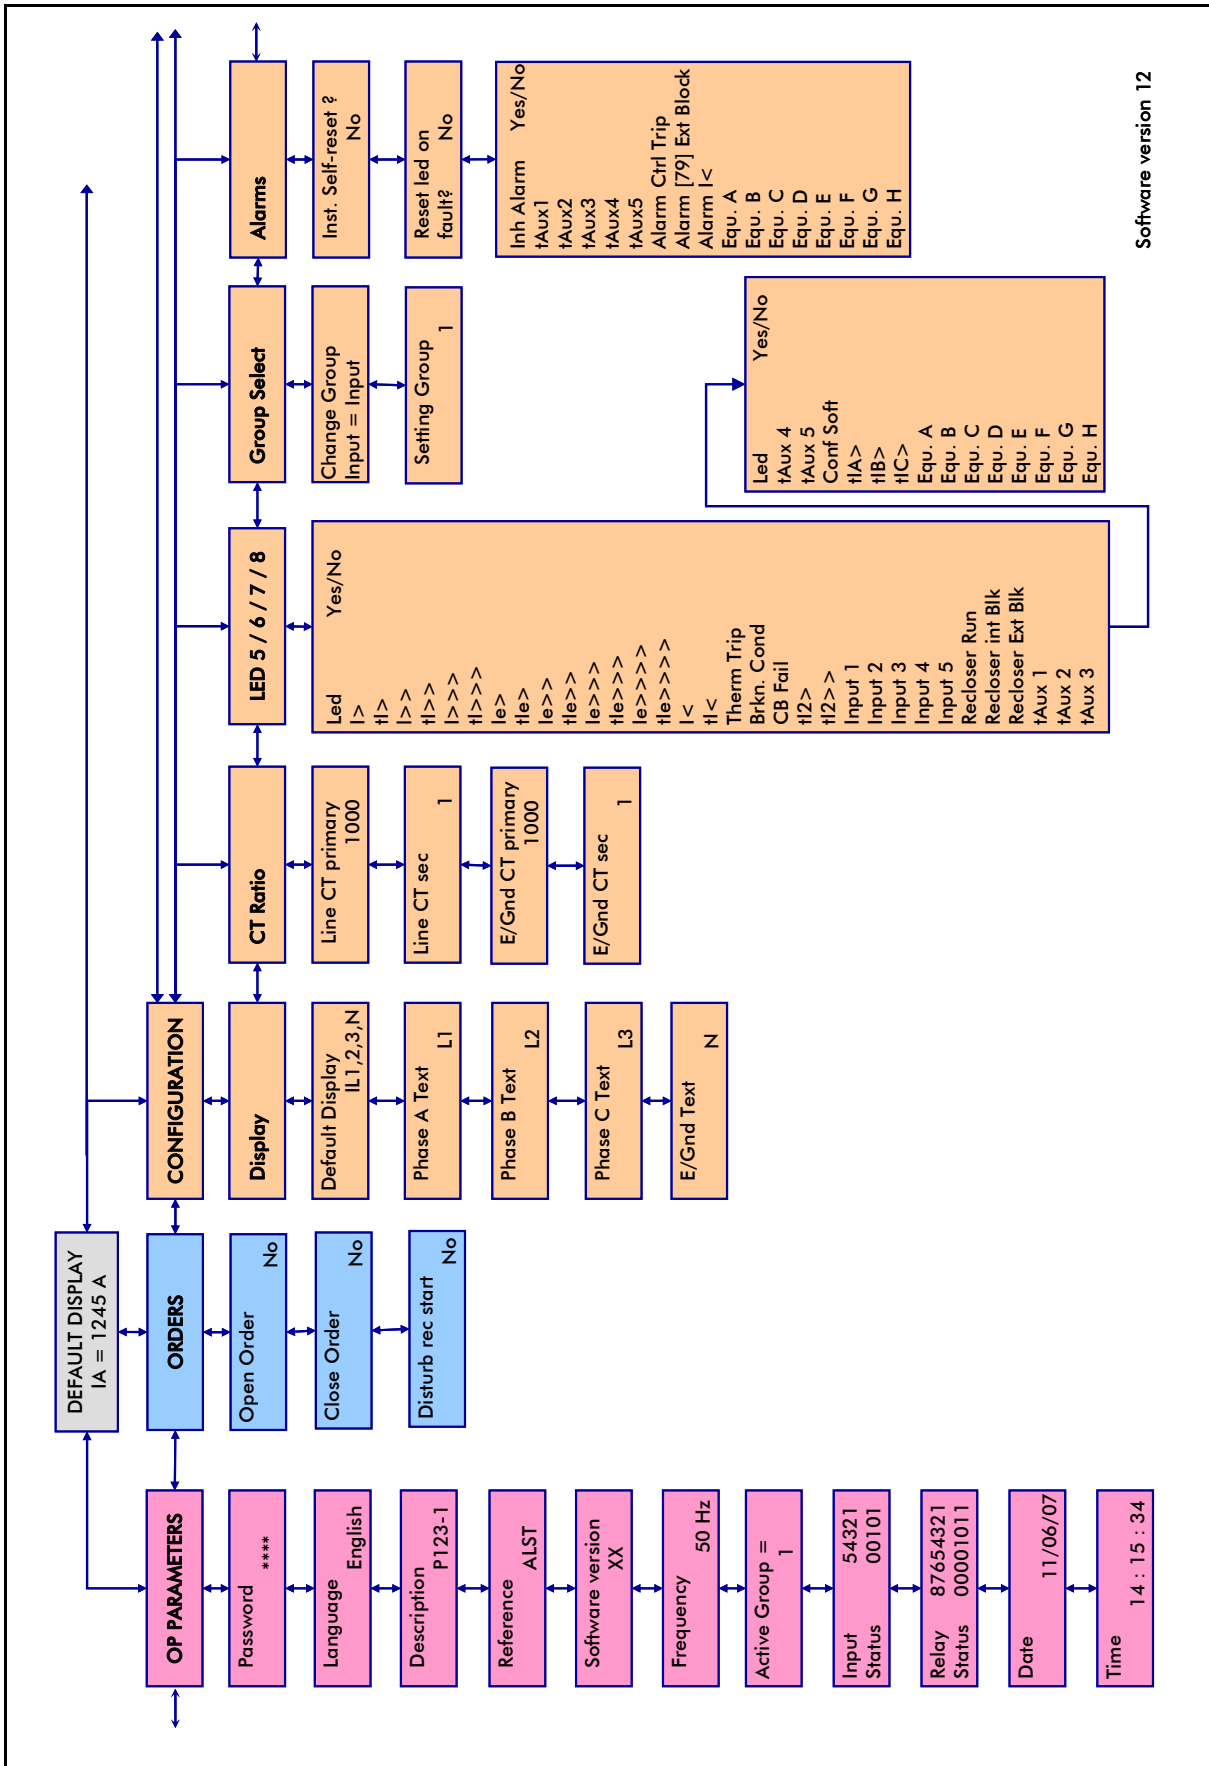 DEFAULT DISPLAY
IA = 1245 A
OP PARAMETERS
Password
****
Language
English
Description
P123-1
Reference
ALST
Software version
XX
Frequency
50 Hz
Active Group =
1
Input 54321
Status 00101
Relay 87654321
Status 00001011
Date
11/06/07
Time
14 : 15 : 34
ORDERS
Open Order
No
Close Order
No
Disturb rec start
No
CONFIGURATION
Display
Default Display
IL1,2,3,N
Phase A Text
L1
Phase B Text
L2
Phase C Text
L3
E/Gnd Text
N
CT Ratio
Line CT primary
1000
Line CT sec
1
E/Gnd CT primary
1000
E/Gnd CT sec
1
LED 5 / 6 / 7 / 8
Led Yes/No
I>
tI>
I>>
tI>>
I>>>
tI>>>
Ie>
tIe>
Ie>>
tIe>>
Ie>>>
tIe>>>
Ie>>>>
tIe>>>>
I<
tI<
Therm Trip
Brkn. Cond
CB Fail
tI2>
tI2>>
Input 1
Input 2
Input 3
Input 4
Input 5
Recloser Run
Recloser int Blk
Recloser Ext Blk
tAux 1
tAux 2
tAux 3
Led Yes/No
tAux 4
tAux 5
Conf Soft
tIA>
tIB>
tIC>
Equ. A
Equ. B
Equ. C
Equ. D
Equ. E
Equ. F
Equ. G
Equ. H
Group Select
Change Group
Input = Input
Setting Group
1
Alarms
Inst. Self-reset ?
No
Reset led on
fault? No
Inh Alarm Yes/No
tAux1
tAux2
tAux3
tAux4
tAux5
Alarm Ctrl Trip
Alarm [79] Ext Block
Alarm I<
Equ. A
Equ. B
Equ. C
Equ. D
Equ. E
Equ. F
Equ. G
Equ. H
Software version 12